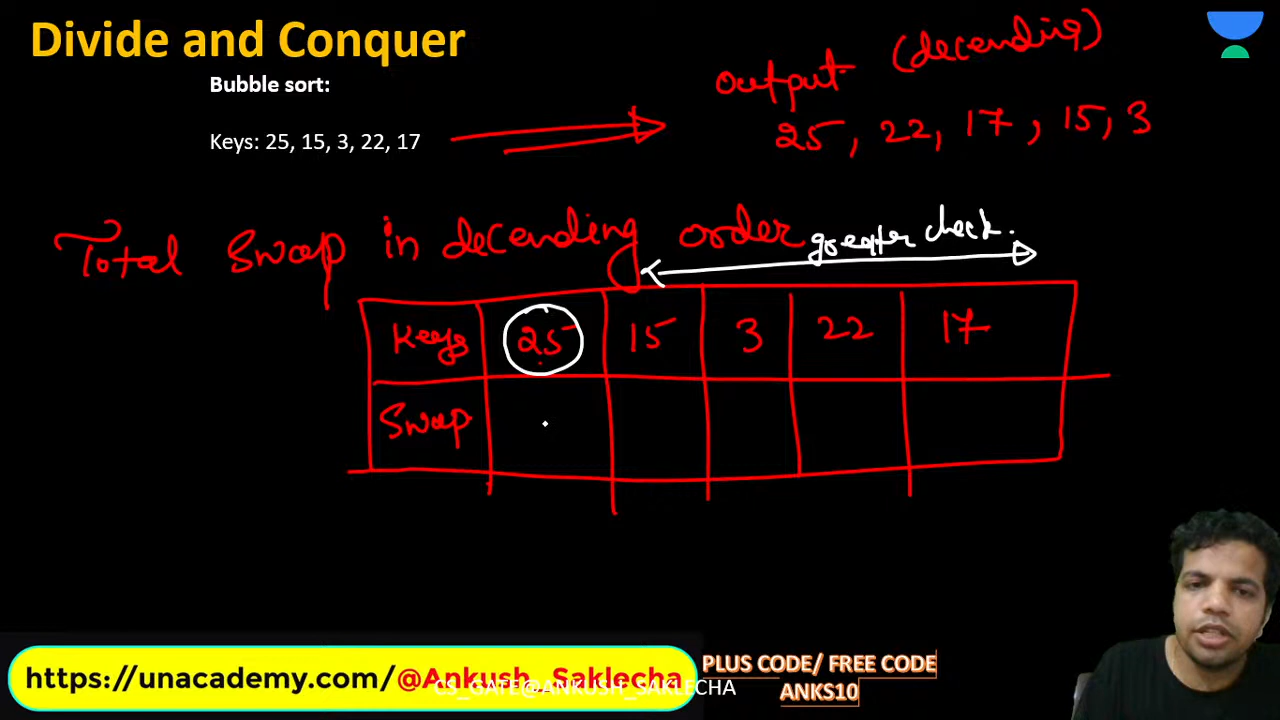 Divide and Conquer
Bubble sort:
Keys: 25, 15, 3, 22, 17
output (decending)
25, 22, 17, 15, 3
Total Swap in decending order
greater check.
Keys 25 15 3 22 17
Swap
https://unacademy.com/@Ankush_Saklecha
CS_GATE@ANKUSH_SAKLECHA
PLUS CODE/ FREE CODE
ANKS10